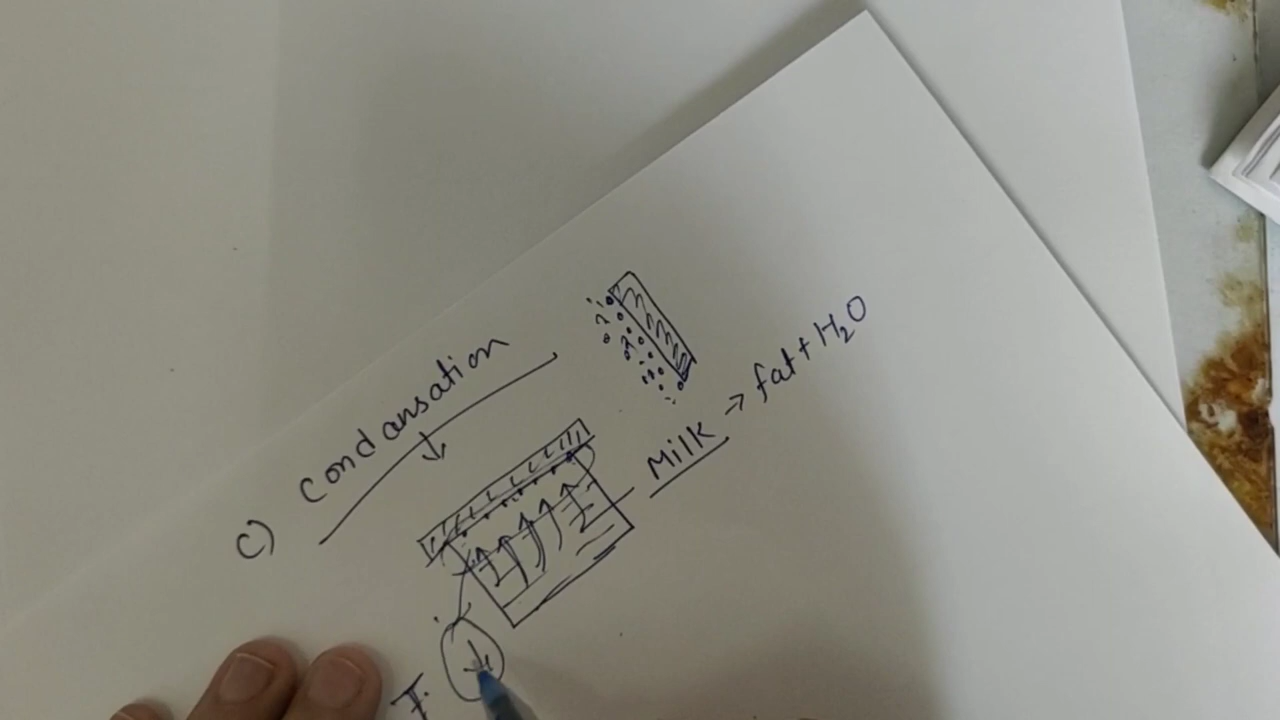 c) Condansation
Milk → fat + H₂O
T. ↓